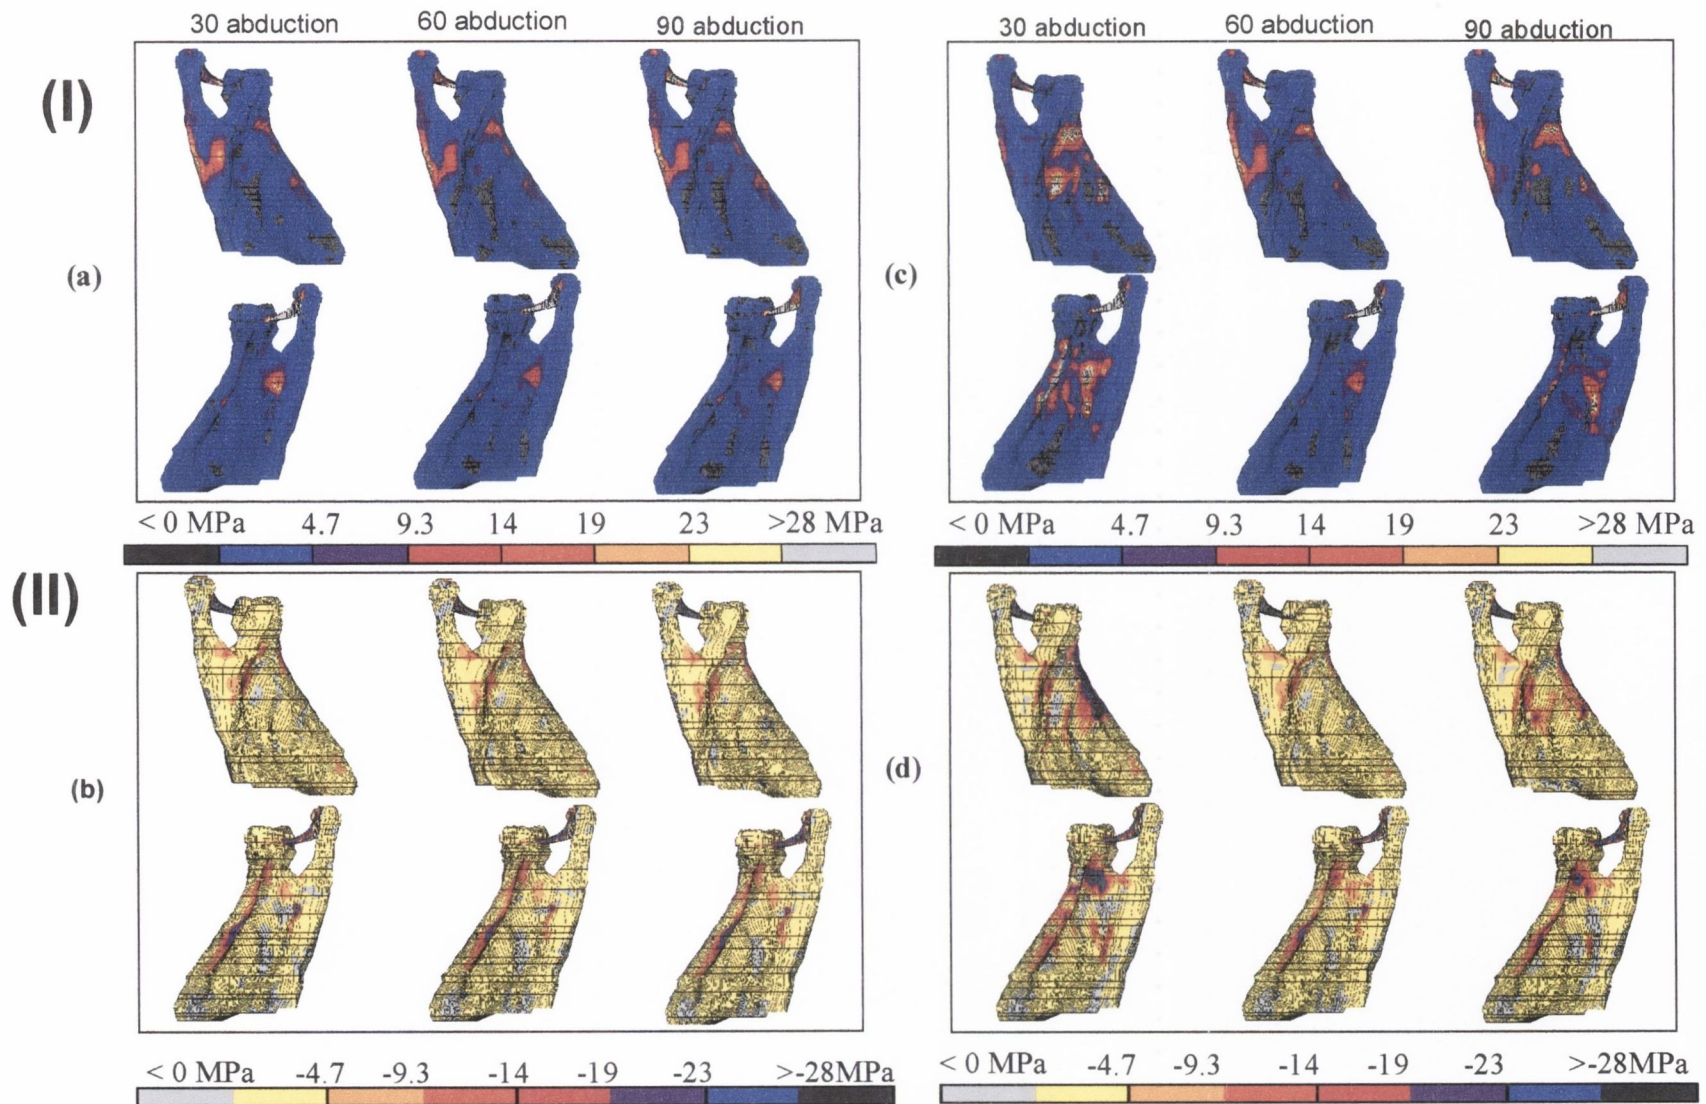 30 abduction 60 abduction 90 abduction 30 abduction 60 abduction 90 abduction
(I)
(a) (c)
< 0 MPa 4.7 9.3 14 19 23 >28 MPa < 0 MPa 4.7 9.3 14 19 23 >28 MPa
(II)
(b) (d)
< 0 MPa -4.7 -9.3 -14 -19 -23 >-28MPa < 0 MPa -4.7 -9.3 -14 -19 -23 >-28MPa